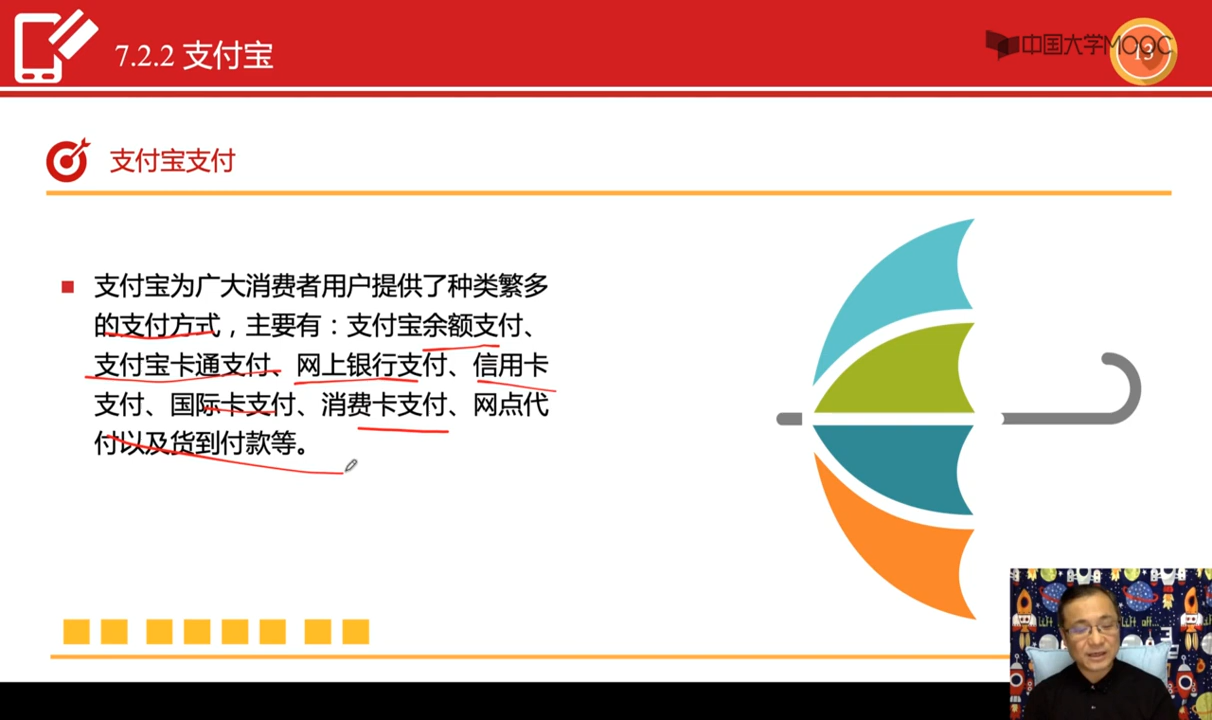 7.2.2 支付宝
中国大学MOOC
13
支付宝支付
支付宝为广大消费者用户提供了种类繁多
的支付方式，主要有：支付宝余额支付、
支付宝卡通支付、网上银行支付、信用卡
支付、国际卡支付、消费卡支付、网点代
付以及货到付款等。